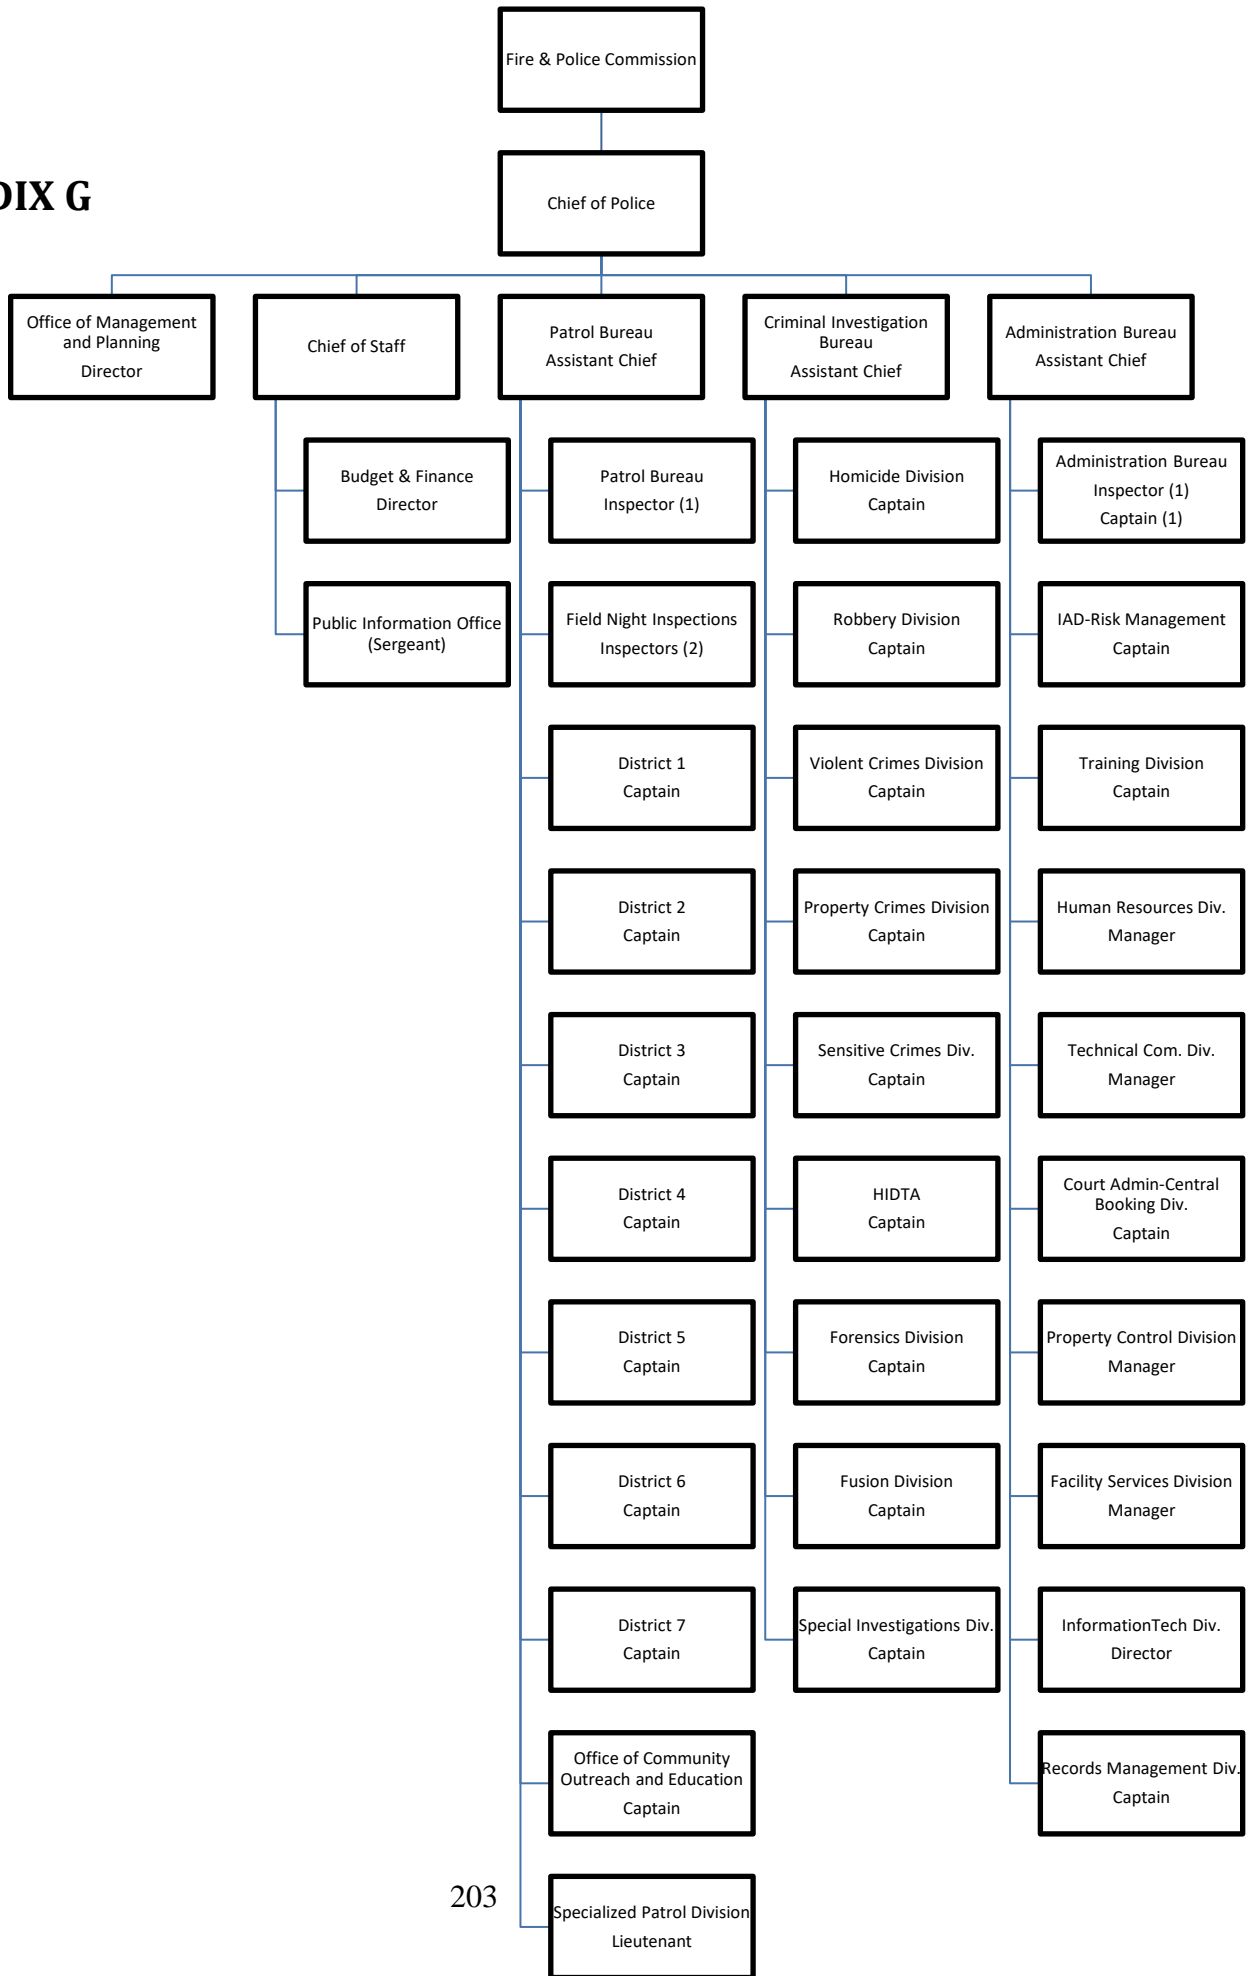 Fire & Police Commission
DIX G
Chief of Police
Office of Management
and Planning
Director
Chief of Staff
Patrol Bureau
Assistant Chief
Criminal Investigation
Bureau
Assistant Chief
Administration Bureau
Assistant Chief
Budget & Finance
Director
Public Information Office
(Sergeant)
Patrol Bureau
Inspector (1)
Field Night Inspections
Inspectors (2)
District 1
Captain
District 2
Captain
District 3
Captain
District 4
Captain
District 5
Captain
District 6
Captain
District 7
Captain
Office of Community
Outreach and Education
Captain
Specialized Patrol Division
Lieutenant
Homicide Division
Captain
Robbery Division
Captain
Violent Crimes Division
Captain
Property Crimes Division
Captain
Sensitive Crimes Div.
Captain
HIDTA
Captain
Forensics Division
Captain
Fusion Division
Captain
Special Investigations Div.
Captain
Administration Bureau
Inspector (1)
Captain (1)
IAD-Risk Management
Captain
Training Division
Captain
Human Resources Div.
Manager
Technical Com. Div.
Manager
Court Admin-Central
Booking Div.
Captain
Property Control Division
Manager
Facility Services Division
Manager
InformationTech Div.
Director
Records Management Div.
Captain
203